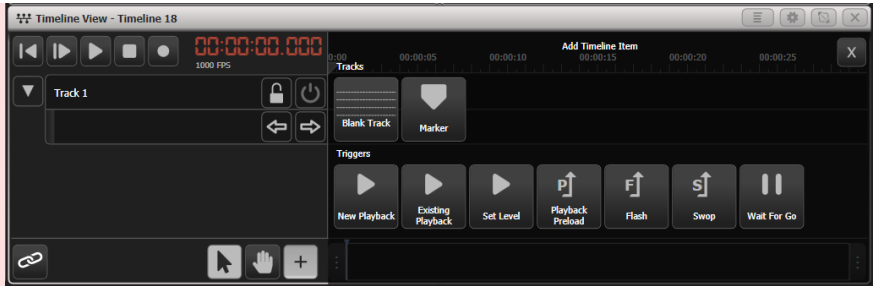 Timeline View - Timeline 18
00:00:00.000
1000 FPS
Add Timeline Item
0:00 00:00:05 00:00:10 00:00:15 00:00:20 00:00:25
X
Tracks
Track 1
Blank Track
Marker
Triggers
New Playback
Existing
Playback
Set Level
P
Playback
Preload
F
Flash
S
Swop
Wait For Go